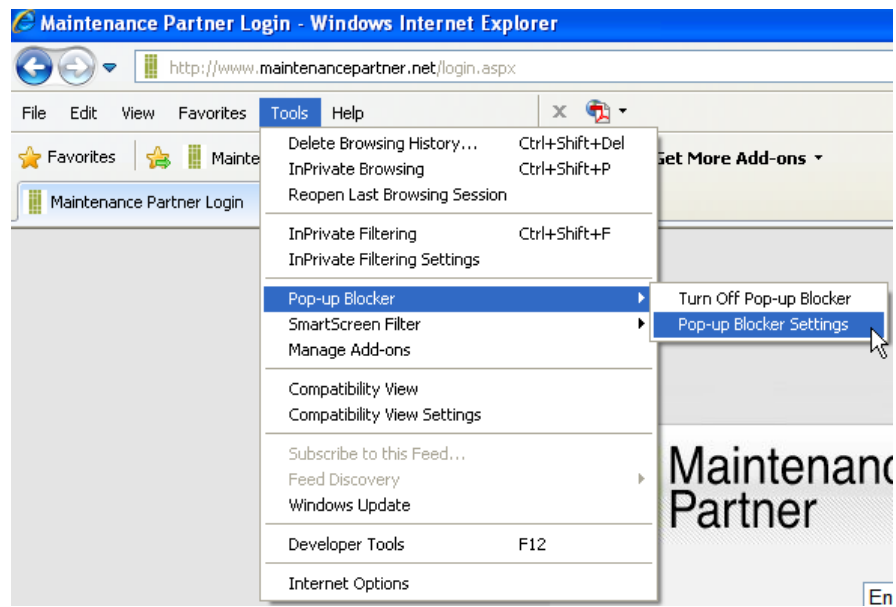 Maintenance Partner Login - Windows Internet Explorer
http://www.maintenancepartner.net/login.aspx
File Edit View Favorites Tools Help
Favorites Mainte Get More Add-ons
Maintenance Partner Login
Delete Browsing History... Ctrl+Shift+Del
InPrivate Browsing Ctrl+Shift+P
Reopen Last Browsing Session
InPrivate Filtering Ctrl+Shift+F
InPrivate Filtering Settings
Pop-up Blocker
SmartScreen Filter
Manage Add-ons
Compatibility View
Compatibility View Settings
Subscribe to this Feed...
Feed Discovery
Windows Update
Developer Tools F12
Internet Options
Turn Off Pop-up Blocker
Pop-up Blocker Settings
Maintenanc
Partner
En